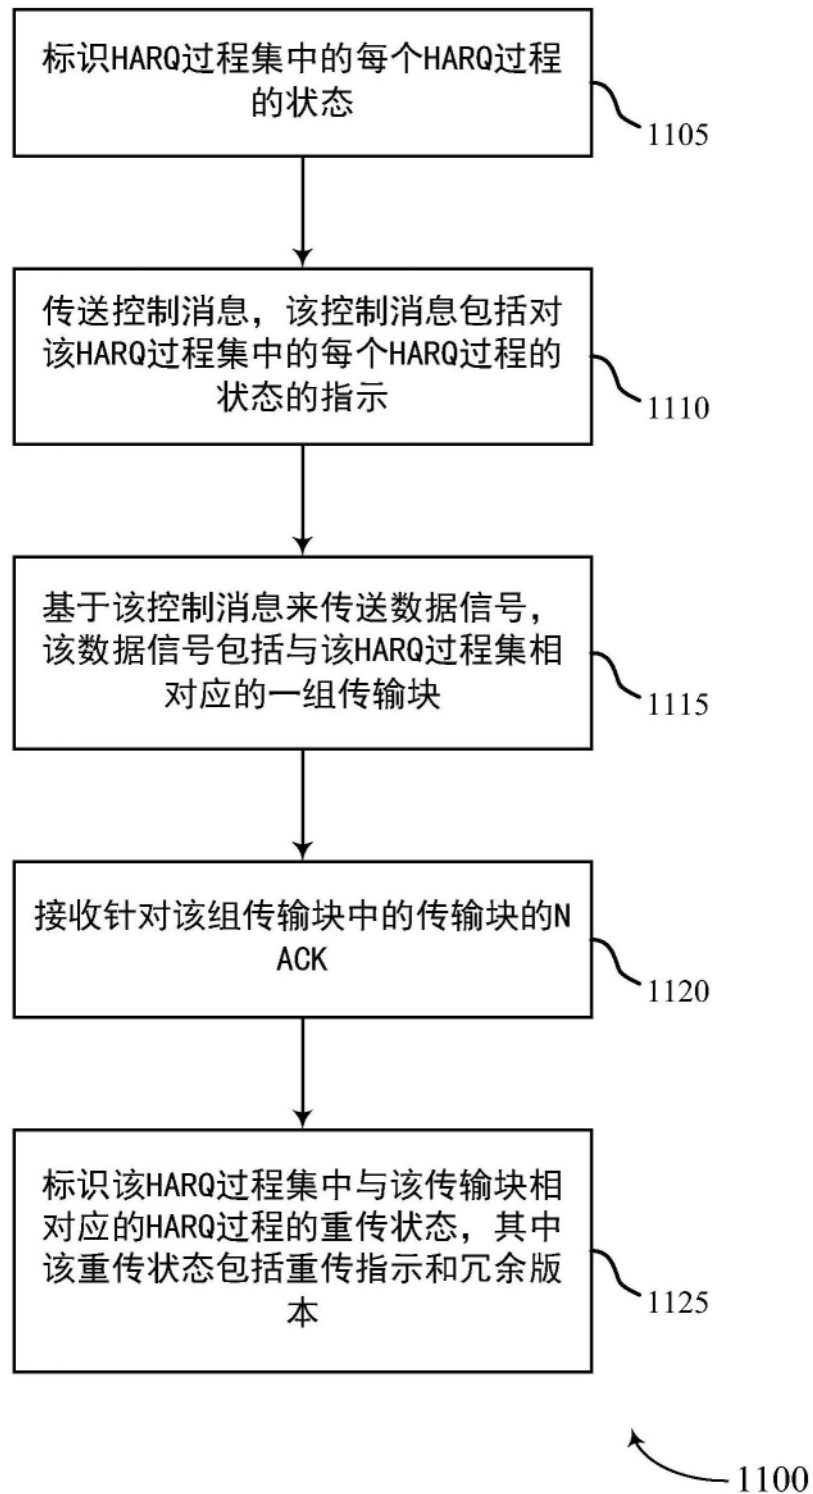 标识HARQ过程集中的每个HARQ过程
的状态
1105
传送控制消息，该控制消息包括对
该HARQ过程集中的每个HARQ过程的
状态的指示
1110
基于该控制消息来传送数据信号，
该数据信号包括与该HARQ过程集相
对应的一组传输块
1115
接收针对该组传输块中的传输块的N
ACK
1120
标识该HARQ过程集中与该传输块相
对应的HARQ过程的重传状态，其中
该重传状态包括重传指示和冗余版
本
1125
1100